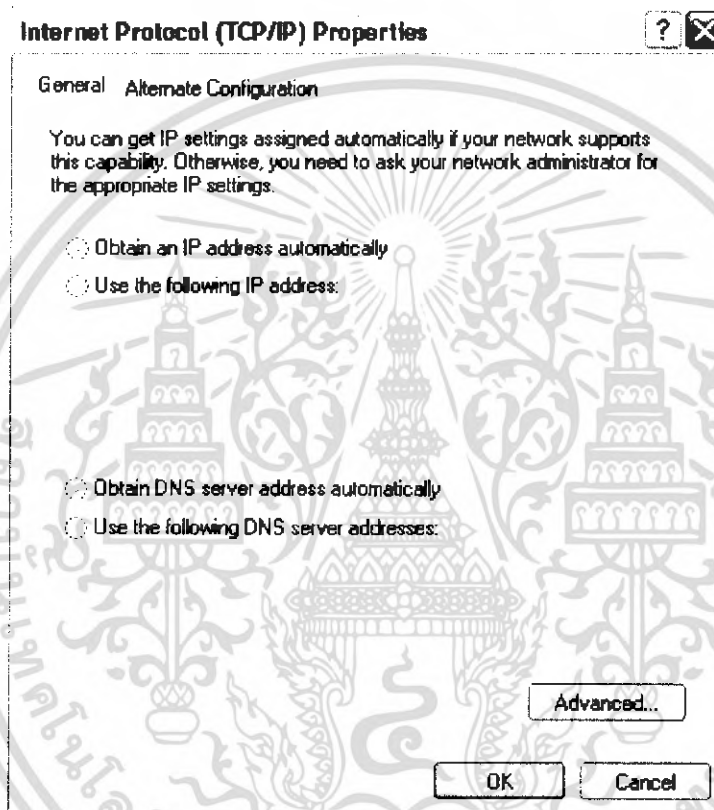 Internet Protocol (TCP/IP) Properties
?
General Alternate Configuration
You can get IP settings assigned automatically if your network supports
this capability. Otherwise, you need to ask your network administrator for
the appropriate IP settings.
Obtain an IP address automatically
Use the following IP address:
Obtain DNS server address automatically
Use the following DNS server addresses:
Advanced...
OK Cancel